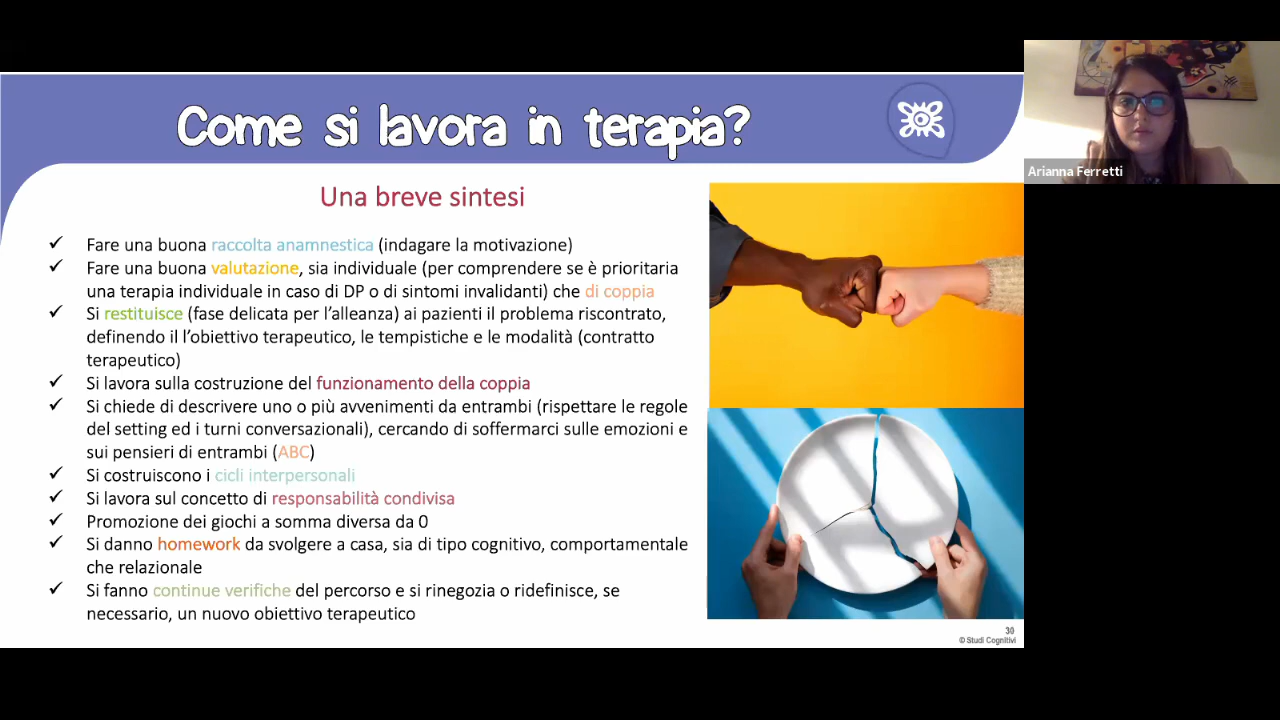 Come si lavora in terapia?
Una breve sintesi
✓ Fare una buona raccolta anamnestica (indagare la motivazione)
✓ Fare una buona valutazione, sia individuale (per comprendere se è prioritaria
una terapia individuale in caso di DP o di sintomi invalidanti) che di coppia
✓ Si restituisce (fase delicata per l'alleanza) ai pazienti il problema riscontrato,
definendo il l'obiettivo terapeutico, le tempistiche e le modalità (contratto
terapeutico)
✓ Si lavora sulla costruzione del funzionamento della coppia
✓ Si chiede di descrivere uno o più avvenimenti da entrambi (rispettare le regole
del setting ed i turni conversazionali), cercando di soffermarci sulle emozioni e
sui pensieri di entrambi (ABC)
✓ Si costruiscono i cicli interpersonali
✓ Si lavora sul concetto di responsabilità condivisa
✓ Promozione dei giochi a somma diversa da 0
✓ Si danno homework da svolgere a casa, sia di tipo cognitivo, comportamentale
che relazionale
✓ Si fanno continue verifiche del percorso e si rinegozia o ridefinisce, se
necessario, un nuovo obiettivo terapeutico
30
© Studi Cognitivi
Arianna Ferretti